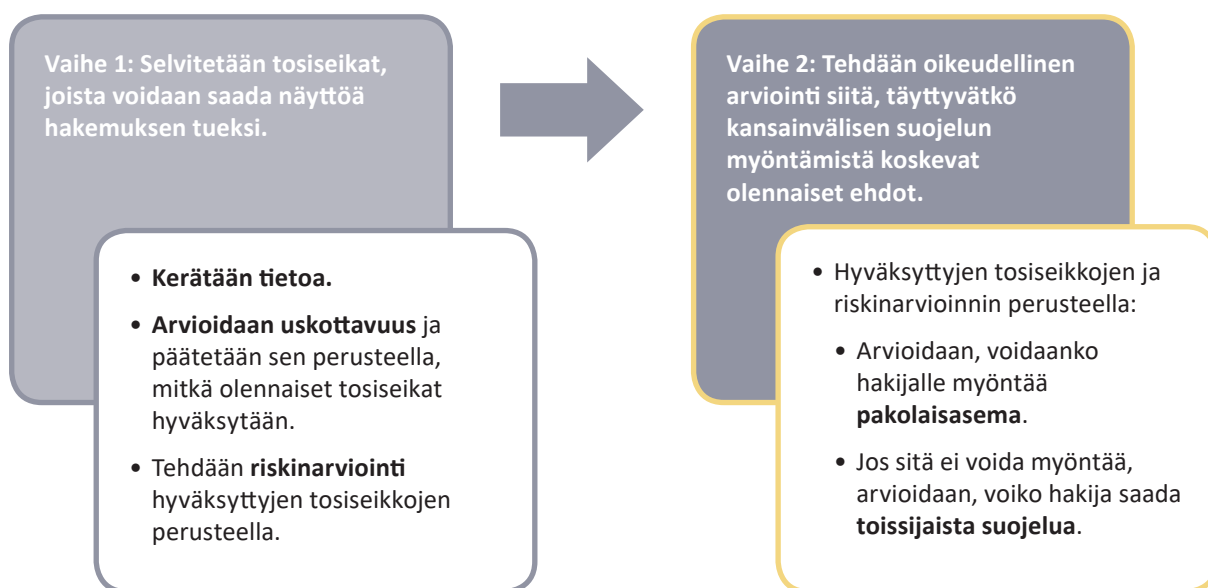 Vaihe 1: Selvitetään tosiseikat,
joista voidaan saada näyttöä
hakemuksen tueksi.
• Kerätään tietoa.
• Arvioidaan uskottavuus ja
päätetään sen perusteella,
mitkä olennaiset tosiseikat
hyväksytään.
• Tehdään riskinarviointi
hyväksyttyjen tosiseikkojen
perusteella.
Vaihe 2: Tehdään oikeudellinen
arviointi siitä, täyttyvätkö
kansainvälisen suojelun
myöntämistä koskevat
olennaiset ehdot.
• Hyväksyttyjen tosiseikkojen ja
riskinarvioinnin perusteella:
• Arvioidaan, voidaanko
hakijalle myöntää
pakolaisasema.
• Jos sitä ei voida myöntää,
arvioidaan, voiko hakija saada
toissijaista suojelua.